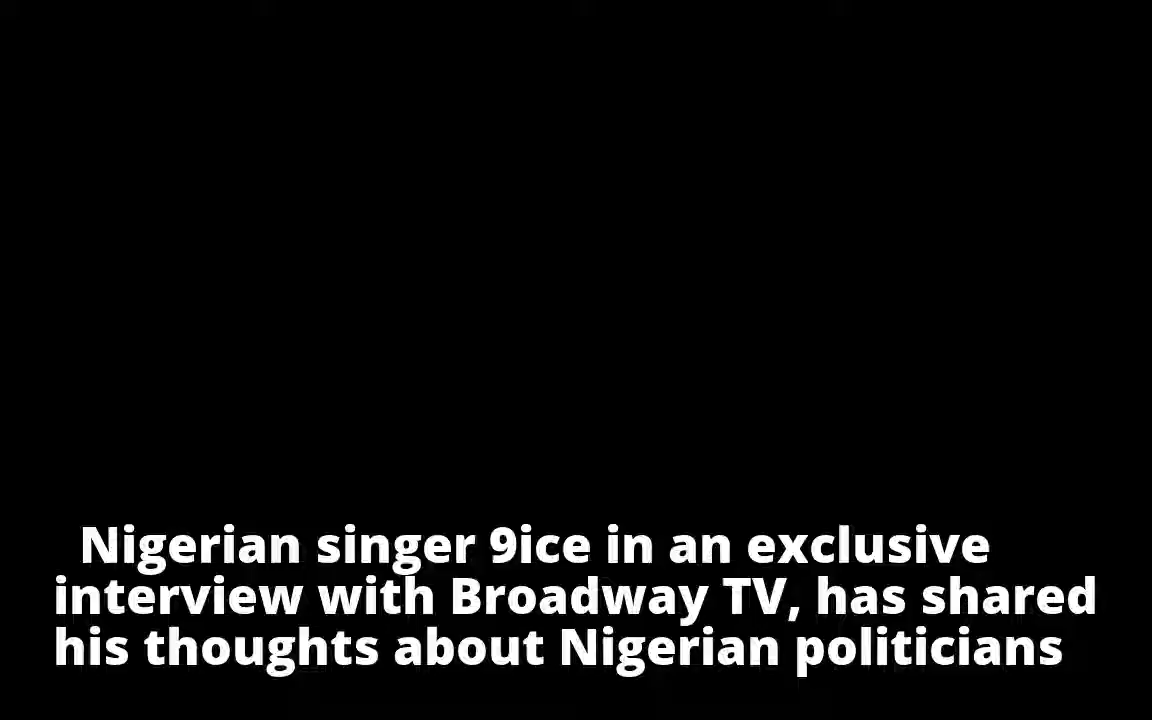 Nigerian singer 9ice in an exclusive
interview with Broadway TV, has shared
his thoughts about Nigerian politicians